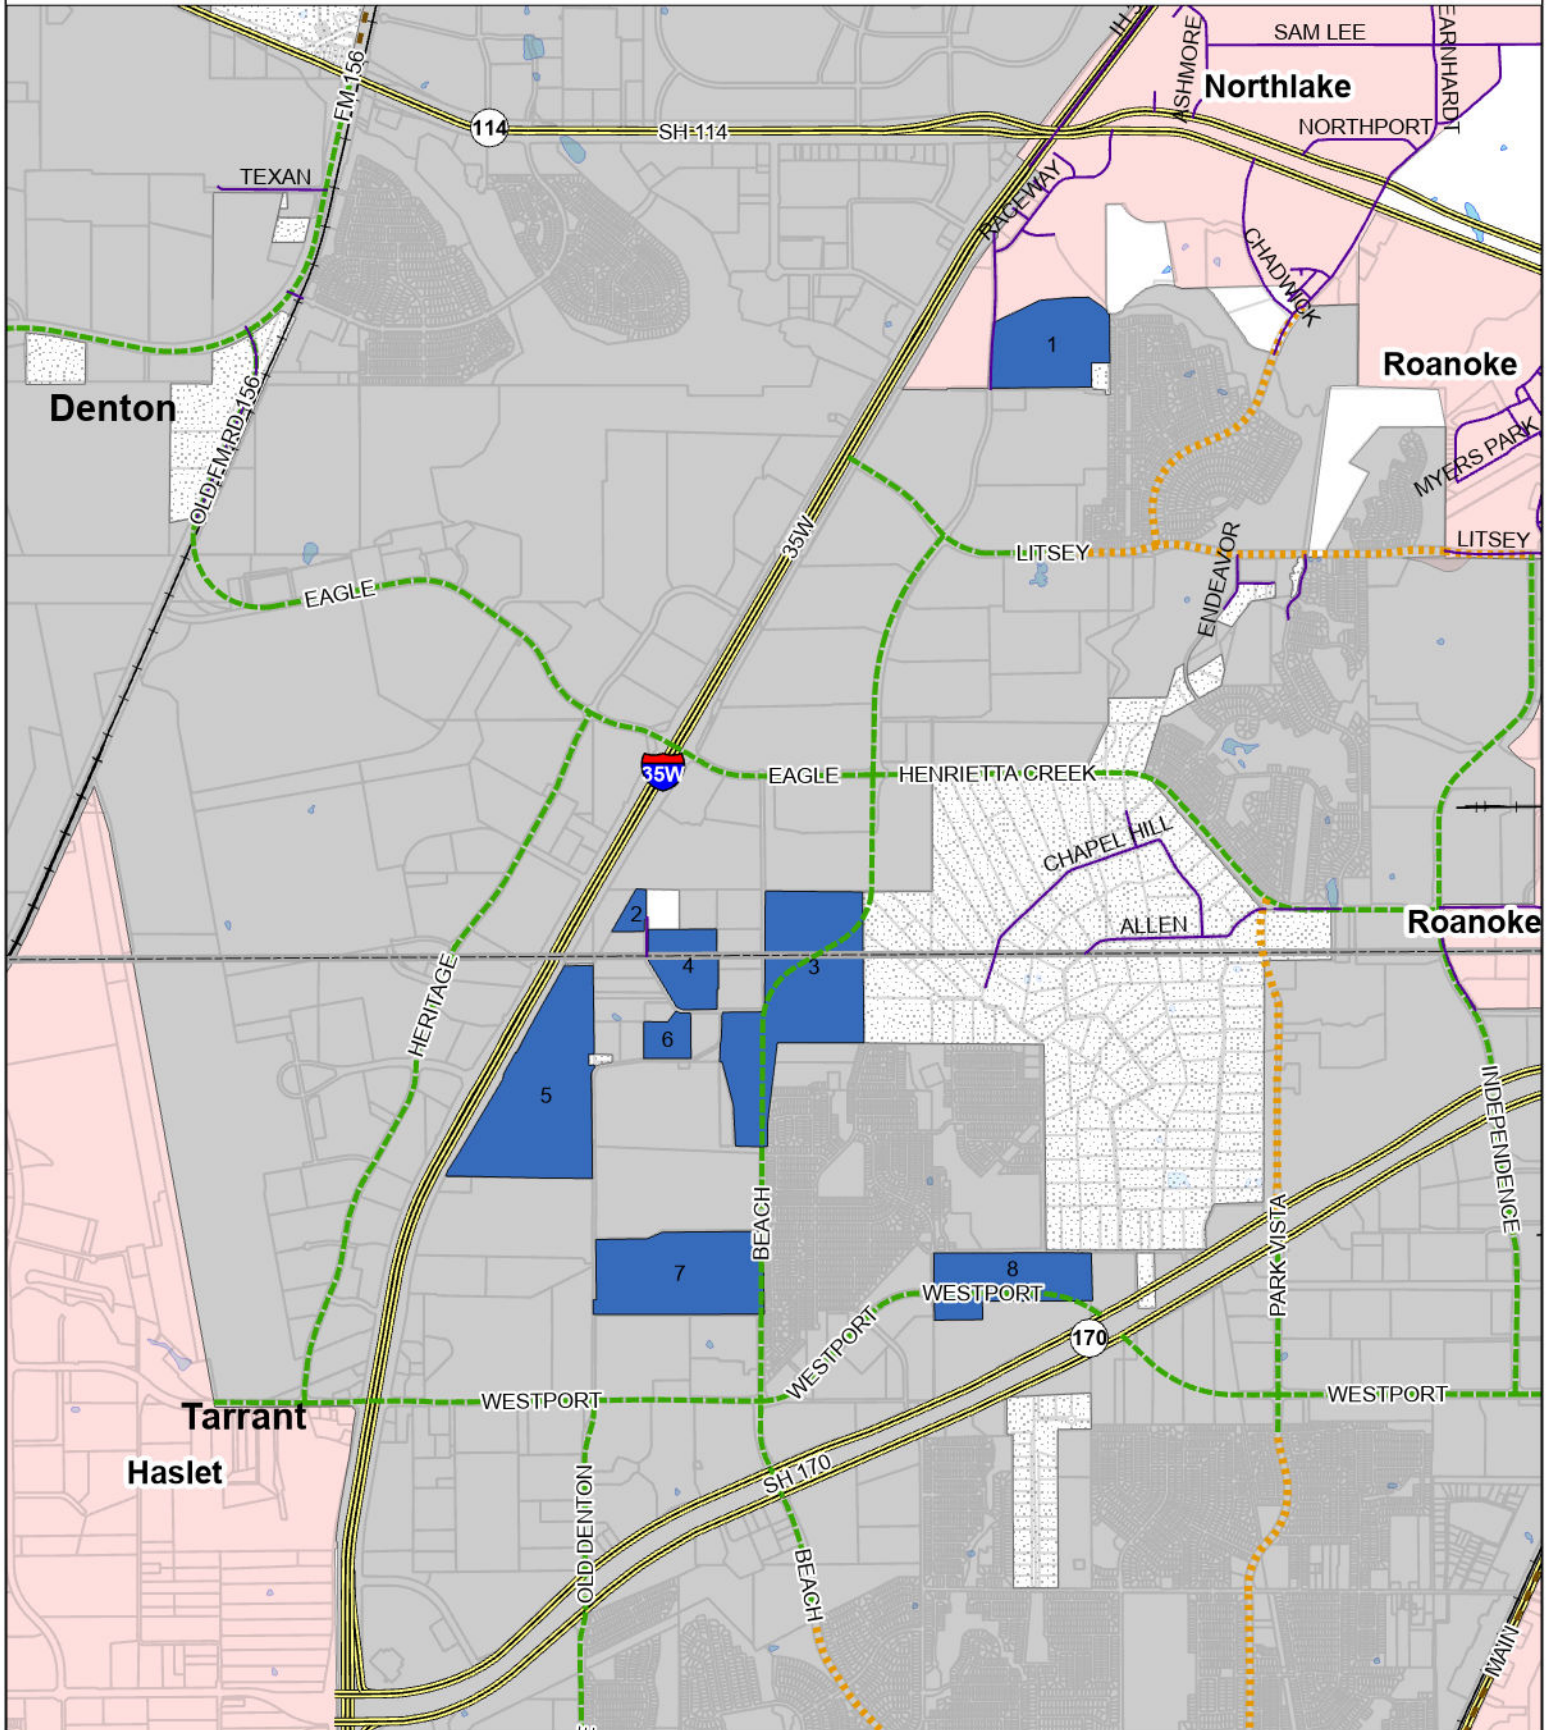 IH 3
ASHMORE
SAM LEE
EARNHARDT
FM 156
Northlake
114
SH 114
NORTHPORT
TEXAN
RACEWAY
CHADWICK
1
Roanoke
Denton
OLD FM RD 156
MYERS PARK
35W
LITSEY
ENDEAVOR
LITSEY
EAGLE
35W
EAGLE
HENRIETTA CREEK
CHAPEL HILL
2
ALLEN
Roanoke
4
3
HERITAGE
6
5
INDEPENDENCE
BEACH
PARK VISTA
7
8
WESTPORT
WESTPORT
170
WESTPORT
WESTPORT
Tarrant
Haslet
SH 170
OLD DENTON
BEACH
MAIN